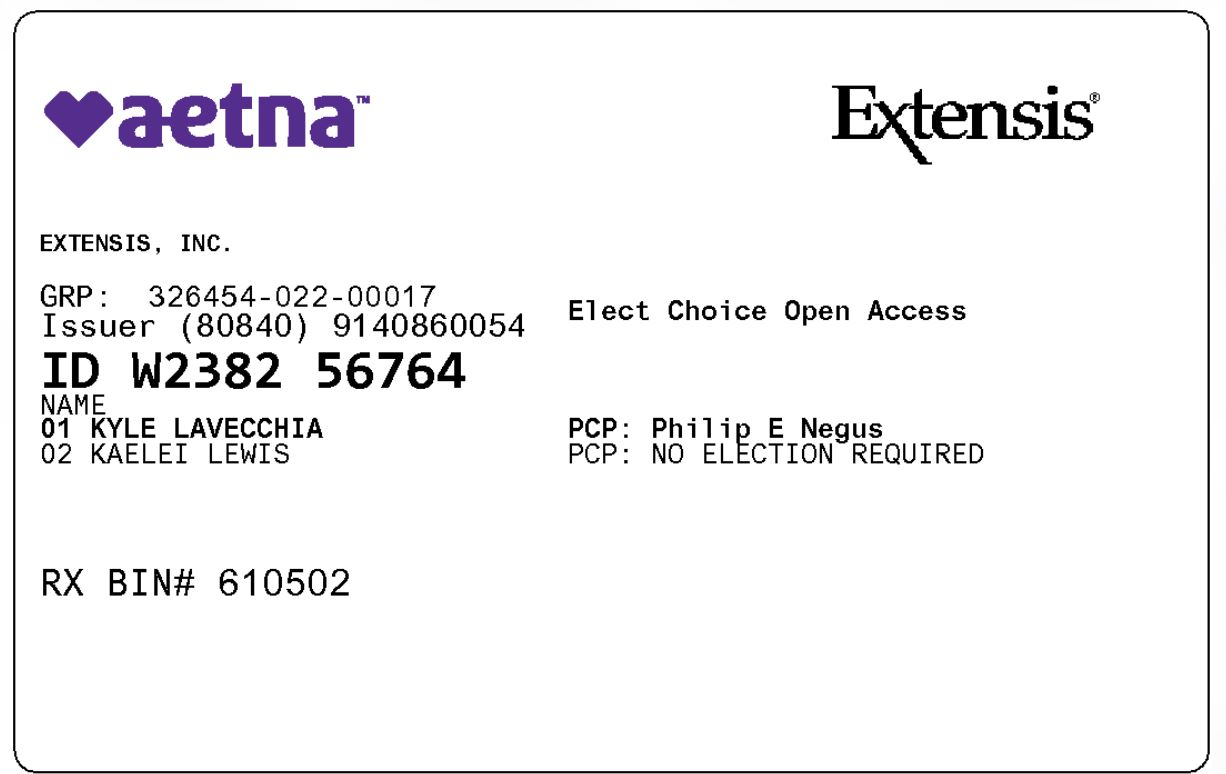 aetna™
Extensis®
EXTENSIS, INC.
GRP: 326454-022-00017
Issuer (80840) 9140860054
Elect Choice Open Access
ID W2382 56764
NAME
01 KYLE LAVECCHIA
PCP: Philip E Negus
02 KAELEI LEWIS
PCP: NO ELECTION REQUIRED
RX BIN# 610502